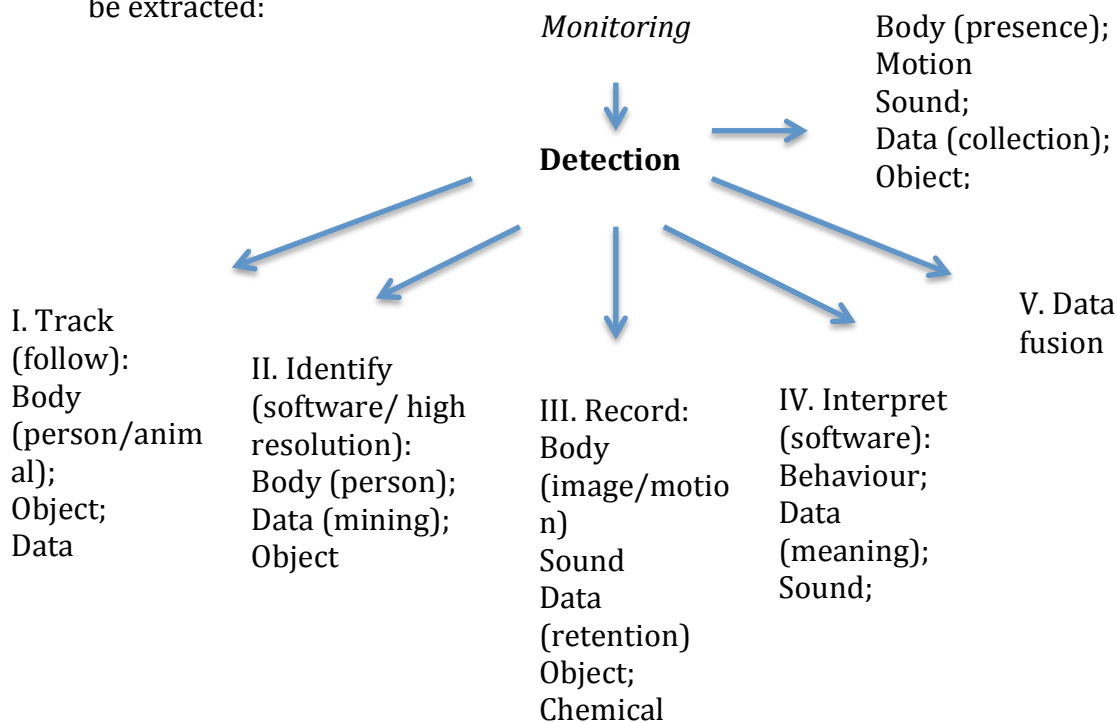 be extracted:
Monitoring
Body (presence);
Motion
Sound;
Data (collection);
Object;
Detection
I. Track
(follow):
Body
(person/anim
al);
Object;
Data
II. Identify
(software/ high
resolution):
Body (person);
Data (mining);
Object
III. Record:
Body
(image/motio
n)
Sound
Data
(retention)
Object;
Chemical
IV. Interpret
(software):
Behaviour;
Data
(meaning);
Sound;
V. Data
fusion